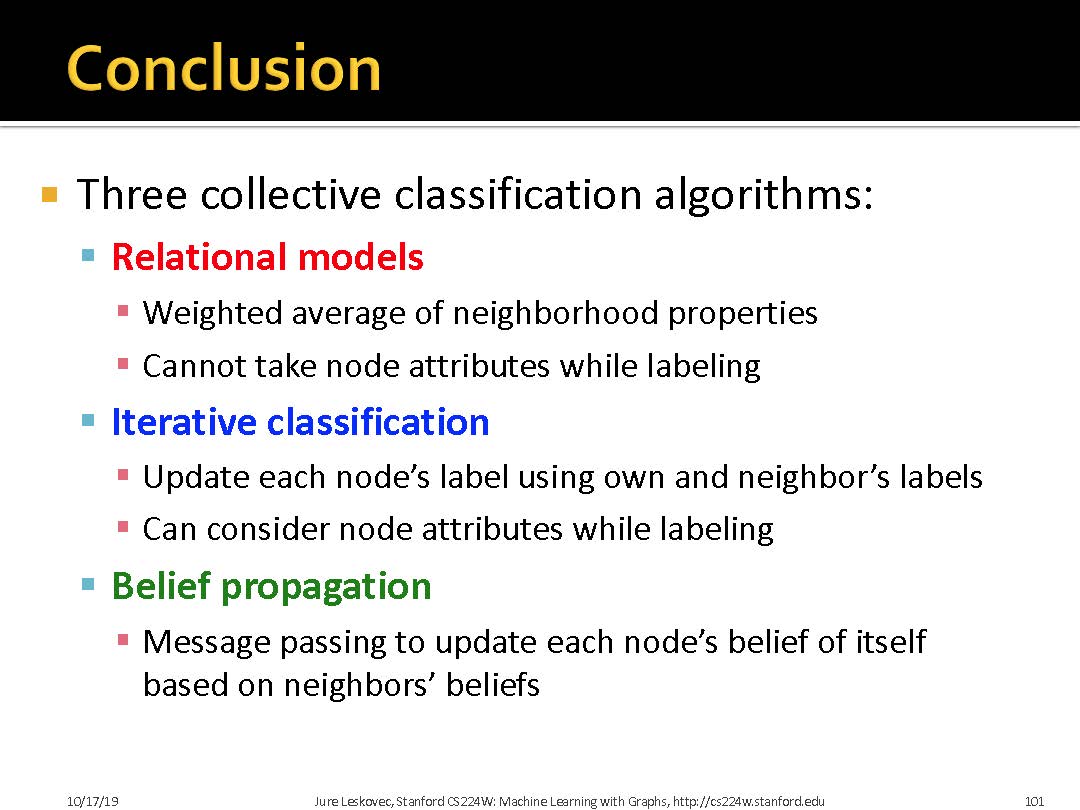 Conclusion
Three collective classification algorithms:
Relational models
Weighted average of neighborhood properties
Cannot take node attributes while labeling
Iterative classification
Update each node’s label using own and neighbor’s labels
Can consider node attributes while labeling
Belief propagation
Message passing to update each node’s belief of itself
based on neighbors’ beliefs
10/17/19
Jure Leskovec, Stanford CS224W: Machine Learning with Graphs, http://cs224w.stanford.edu
101